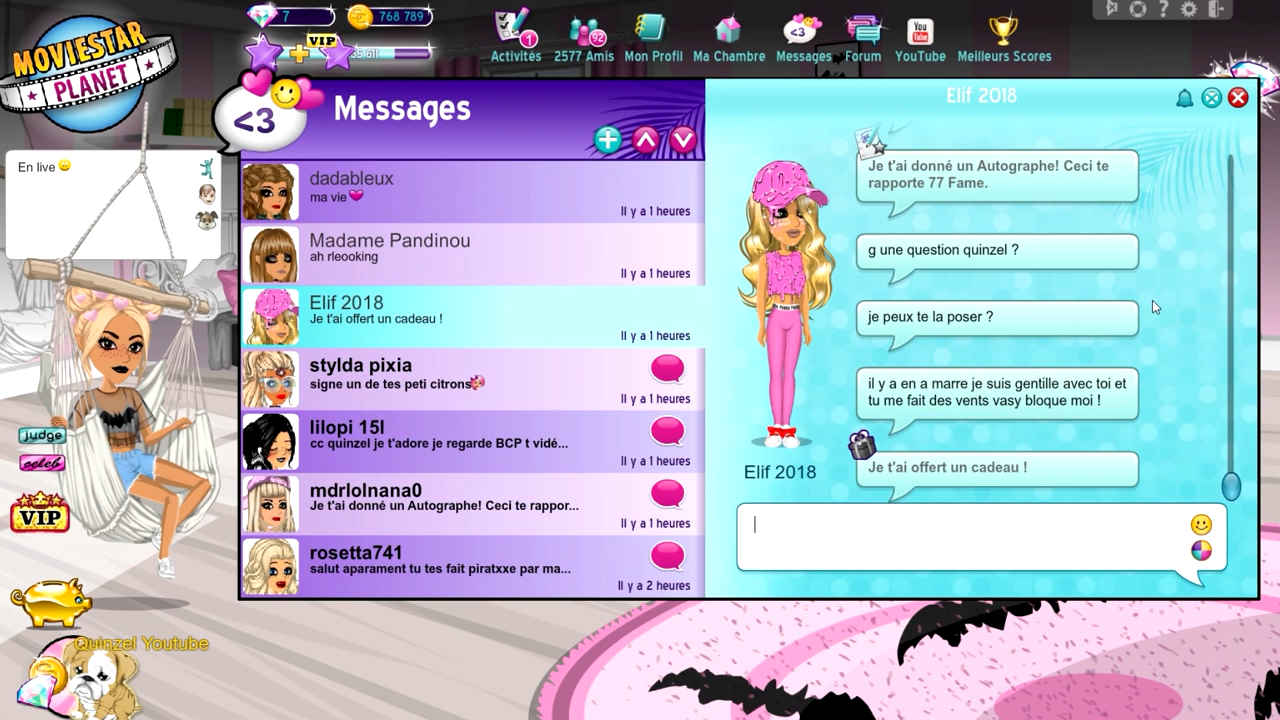 MOVIESTAR
PLANET
7
768 789
VIP
1
92
<3
You
Tube
Activités
2577 Amis
Mon Profil
Ma Chambre
Messages
Forum
YouTube
Meilleurs Scores
En live
judge
celeb
VIP
Quinzel Youtube
<3
Messages
dadableux
ma vie
Il y a 1 heures
Madame Pandinou
ah rleooking
Il y a 1 heures
Elif 2018
Je t'ai offert un cadeau !
Il y a 1 heures
stylda pixia
signe un de tes peti citrons
Il y a 1 heures
lilopi 15l
cc quinzel je t'adore je regarde BCP t vidé...
Il y a 1 heures
mdrlolnana0
Je t'ai donné un Autographe! Ceci te rappor...
Il y a 1 heures
rosetta741
salut aparament tu tes fait piratxxe par ma...
Il y a 2 heures
Elif 2018
Je t'ai donné un Autographe! Ceci te
rapporte 77 Fame.
g une question quinzel ?
je peux te la poser ?
il y a en a marre je suis gentille avec toi et
tu me fait des vents vasy bloque moi !
Je t'ai offert un cadeau !
Elif 2018